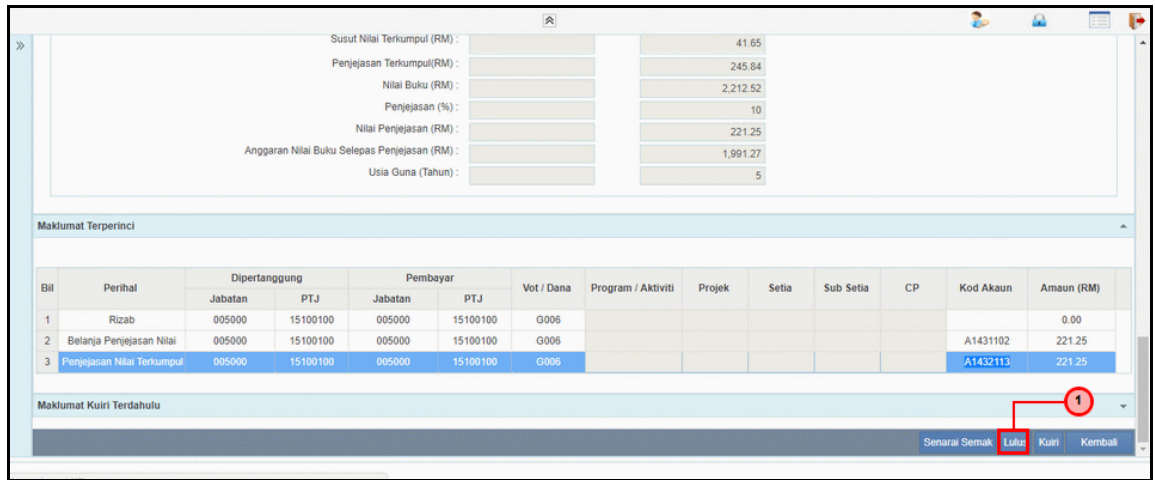 Susut Nilai Terkumpul (RM) : 41.65
Penjejasan Terkumpul(RM) : 245.84
Nilai Buku (RM) : 2,212.52
Penjejasan (%) : 10
Nilai Penjejasan (RM) : 221.25
Anggaran Nilai Buku Selepas Penjejasan (RM) : 1,991.27
Usia Guna (Tahun) : 5
Maklumat Terperinci
Bil Perihal Dipertanggung Pembayar Vot / Dana Program / Aktiviti Projek Setia Sub Setia CP Kod Akaun Amaun (RM)
Jabatan PTJ Jabatan PTJ
1 Rizab 005000 15100100 005000 15100100 G006 0.00
2 Belanja Penjejasan Nilai 005000 15100100 005000 15100100 G006 A1431102 221.25
3 Penjejasan Nilai Terkumpul 005000 15100100 005000 15100100 G006 A1432113 221.25
Maklumat Kuiri Terdahulu
1
Senarai Semak Lulus Kuiri Kembali